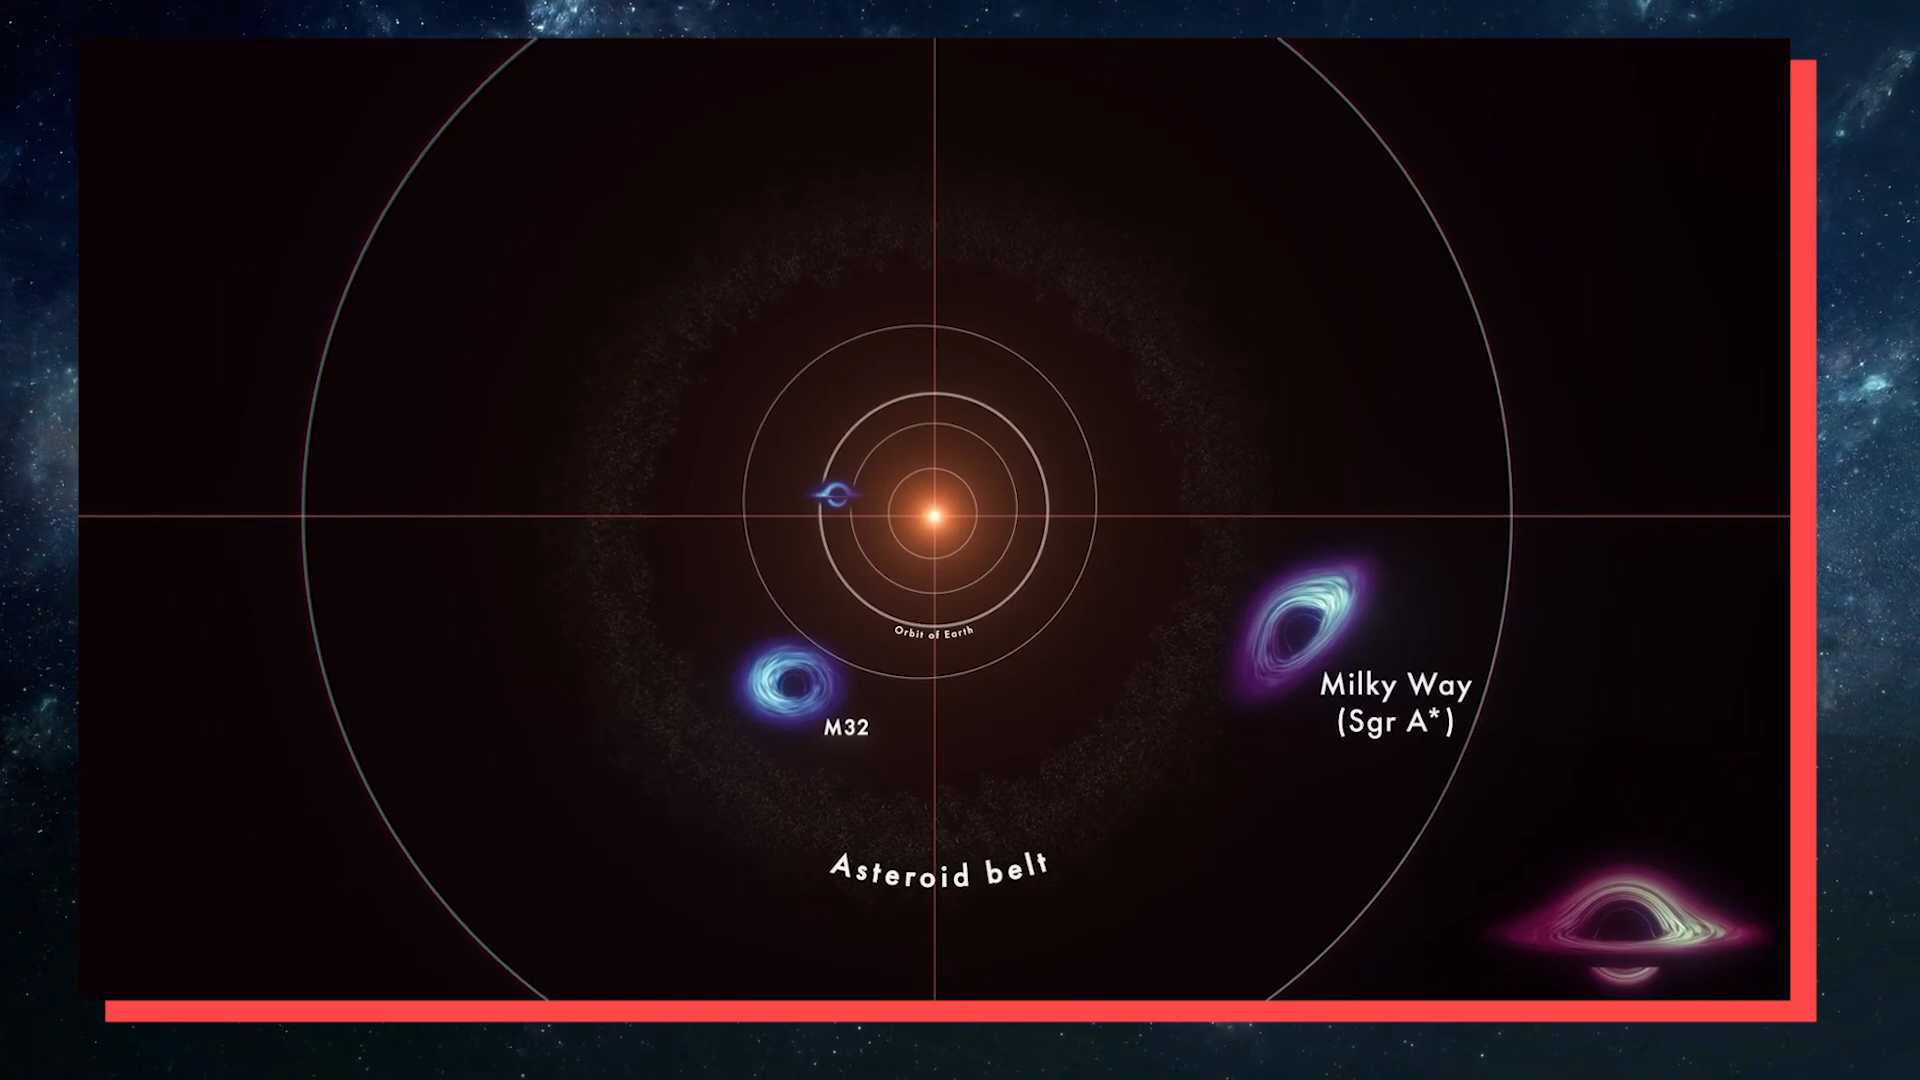 Orbit of Earth
M32
Milky Way
(Sgr A*)
Asteroid belt